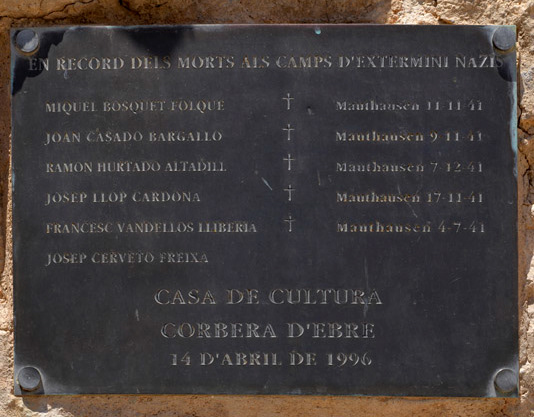 EN RECORD DELS MORTS ALS CAMPS D'EXTERMINI NAZIS
MIQUEL BOSQUET FOLQUE † Mauthausen 11-11-41
JOAN CASADO BARGALLO † Mauthausen 9-11-41
RAMON HURTADO ALTADILL † Mauthausen 7-12-41
JOSEP LLOP CARDONA † Mauthausen 17-11-41
FRANCESC VANDELLOS LLIBERIA † Mauthausen 4-7-41
JOSEP CERVETO FREIXA
CASA DE CULTURA
CORBERA D'EBRE
14 D'ABRIL DE 1996